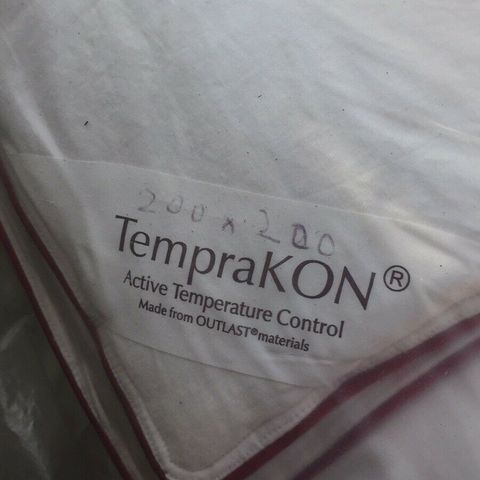 200 x 200
TempraKON®
Active Temperature Control
Made from OUTLAST® materials